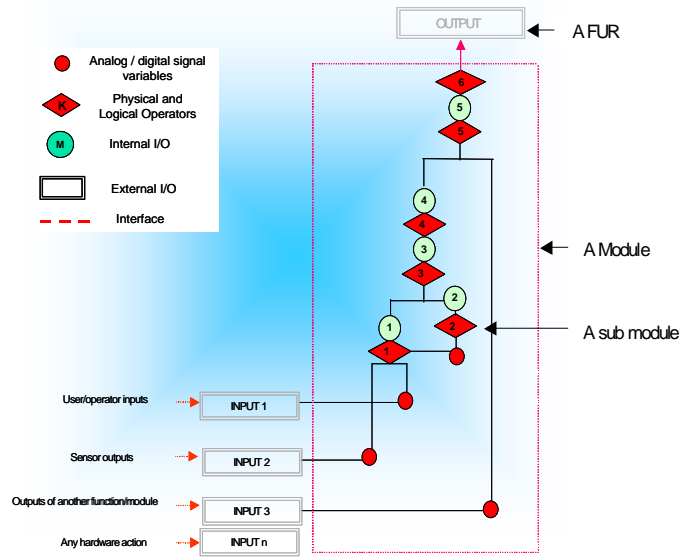 OUTPUT
A FUR
Analog / digital signal
variables
K
Physical and
Logical Operators
M
Internal I/O
External I/O
Interface
6
5
5
4
4
3
3
2
1
2
1
A Module
A sub module
User/operator inputs
INPUT 1
Sensor outputs
INPUT 2
Outputs of another function/module
INPUT 3
Any hardware action
INPUT n